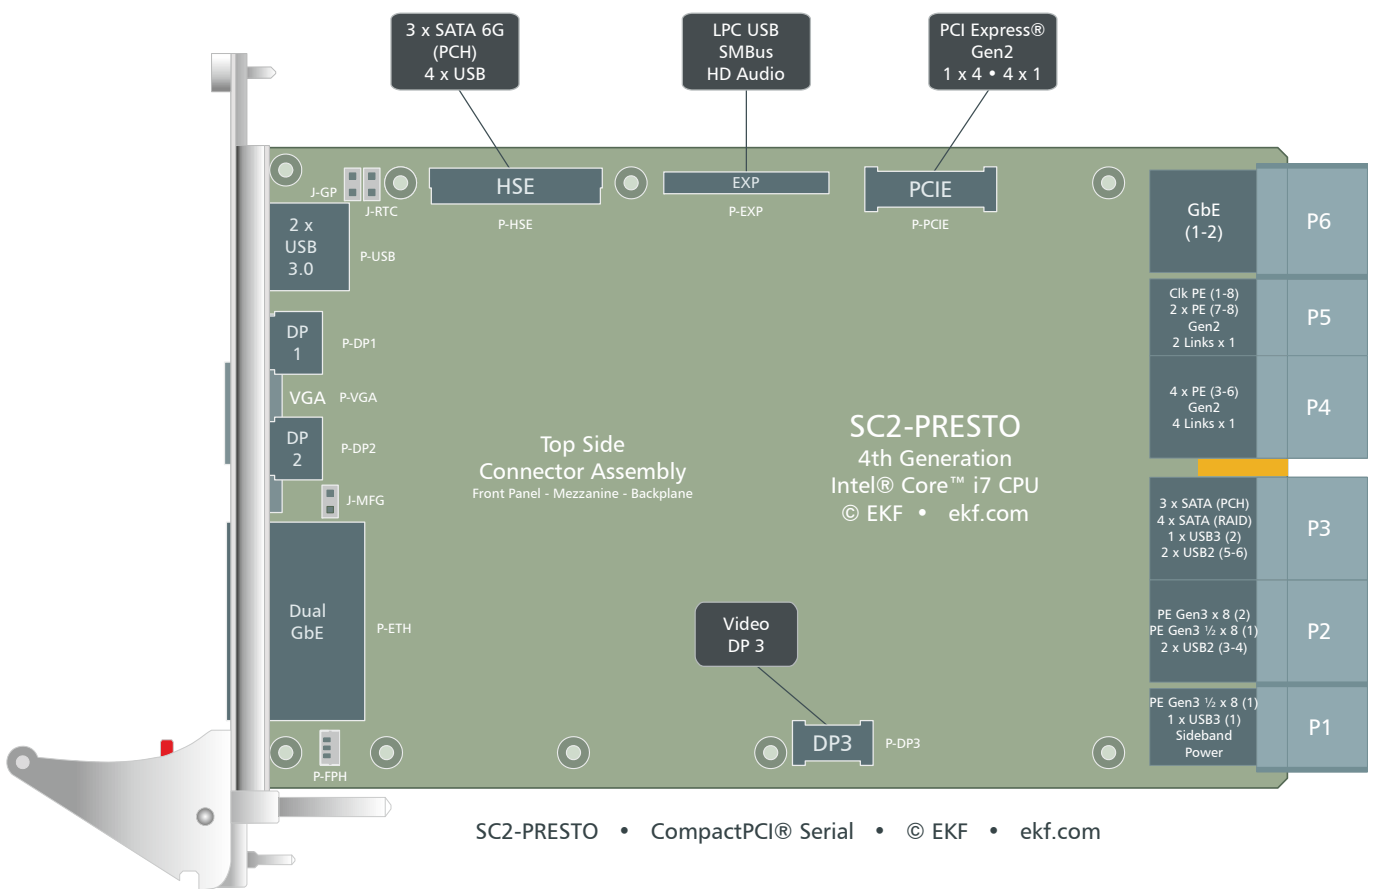 3 x SATA 6G
(PCH)
4 x USB
LPC USB
SMBus
HD Audio
PCI Express®
Gen2
1 x 4 • 4 x 1
J-GP
J-RTC
HSE
P-HSE
EXP
P-EXP
PCIE
P-PCIE
2 x
USB
3.0
P-USB
DP
1
P-DP1
VGA
P-VGA
DP
2
P-DP2
J-MFG
Dual
GbE
P-ETH
P-FPH
Top Side
Connector Assembly
Front Panel - Mezzanine - Backplane
SC2-PRESTO
4th Generation
Intel® Core™ i7 CPU
© EKF • ekf.com
Video
DP 3
DP3
P-DP3
GbE
(1-2)
P6
Clk PE (1-8)
2 x PE (7-8)
Gen2
2 Links x 1
P5
4 x PE (3-6)
Gen2
4 Links x 1
P4
3 x SATA (PCH)
4 x SATA (RAID)
1 x USB3 (2)
2 x USB2 (5-6)
P3
PE Gen3 x 8 (2)
PE Gen3 ½ x 8 (1)
2 x USB2 (3-4)
P2
PE Gen3 ½ x 8 (1)
1 x USB3 (1)
Sideband
Power
P1
SC2-PRESTO • CompactPCI® Serial • © EKF • ekf.com